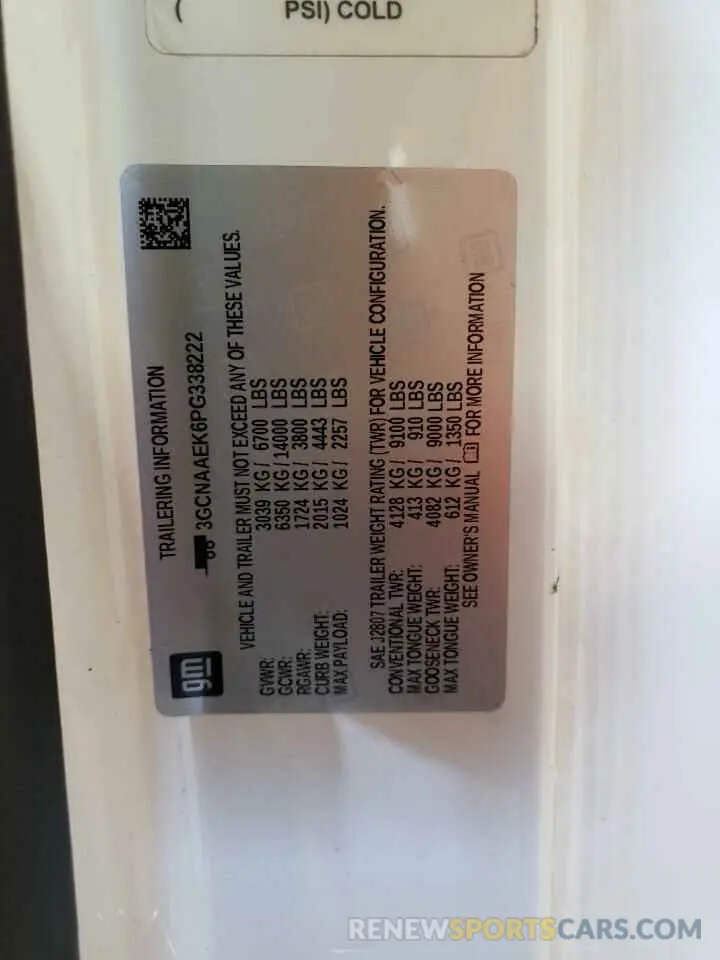 ( PSI) COLD
TRAILERING INFORMATION
3GCNAAEK6PG338222
gm
VEHICLE AND TRAILER MUST NOT EXCEED ANY OF THESE VALUES.
GVWR: 3039 KG/ 6700 LBS
GCWR: 6350 KG/14000 LBS
RGAWR: 1724 KG/ 3800 LBS
CURB WEIGHT: 2015 KG/ 4443 LBS
MAX PAYLOAD: 1024 KG/ 2257 LBS
SAE J2807 TRAILER WEIGHT RATING (TWR) FOR VEHICLE CONFIGURATION.
CONVENTIONAL TWR: 4128 KG/ 9100 LBS
MAX TONGUE WEIGHT: 413 KG/ 910 LBS
GOOSENECK TWR: 4082 KG/ 9000 LBS
MAX TONGUE WEIGHT: 612 KG/ 1350 LBS
SEE OWNER'S MANUAL FOR MORE INFORMATION
RENEWSPORTSCARS.COM